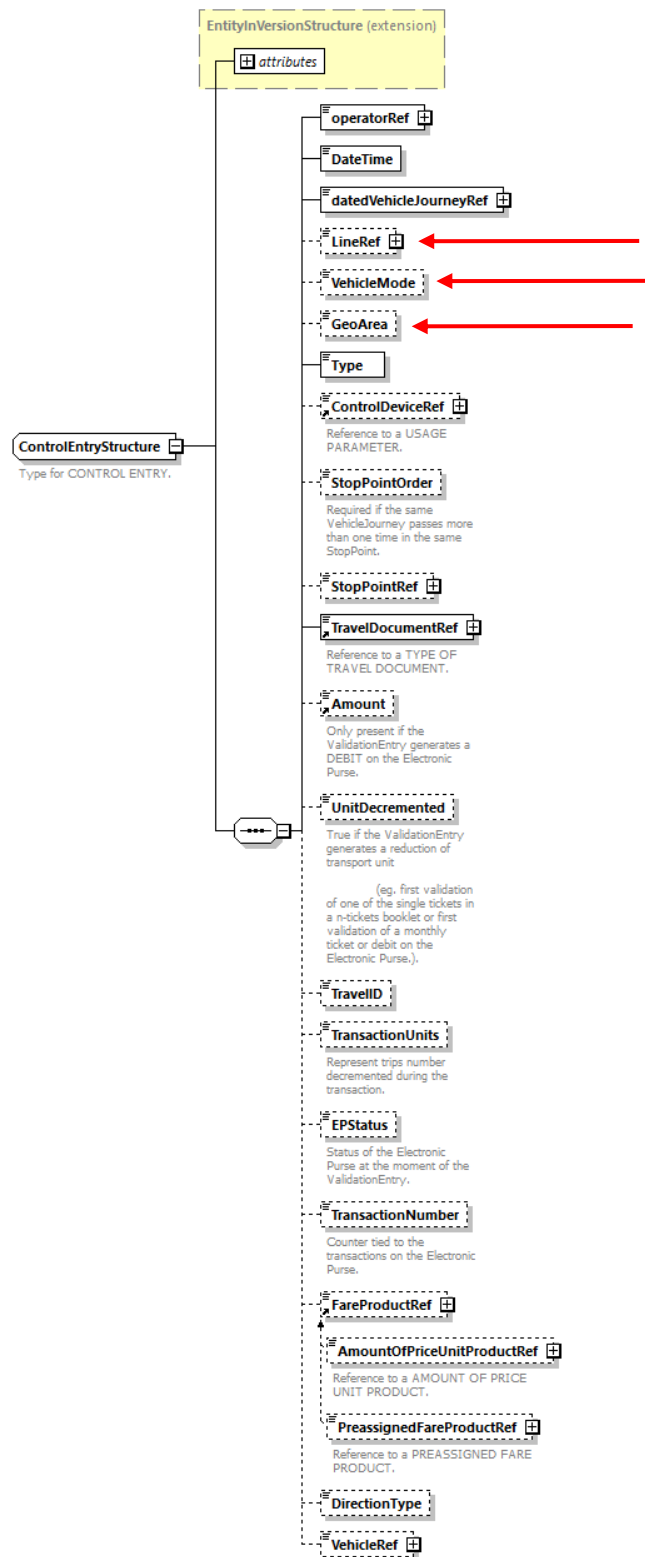 EntityInVersionStructure (extension)
attributes
operatorRef
DateTime
datedVehicleJourneyRef
LineRef
VehicleMode
GeoArea
Type
ControlDeviceRef
Reference to a USAGE
PARAMETER.
ControlEntryStructure
Type for CONTROL ENTRY.
StopPointOrder
Required if the same
VehicleJourney passes more
than one time in the same
StopPoint.
StopPointRef
TravelDocumentRef
Reference to a TYPE OF
TRAVEL DOCUMENT.
Amount
Only present if the
ValidationEntry generates a
DEBIT on the Electronic
Purse.
UnitDecremented
True if the ValidationEntry
generates a reduction of
transport unit
(eg. first validation
of one of the single tickets in
a n-tickets booklet or first
validation of a monthly
ticket or debit on the
Electronic Purse.).
TravelID
TransactionUnits
Represent trips number
decremented during the
transaction.
EPStatus
Status of the Electronic
Purse at the moment of the
ValidationEntry.
TransactionNumber
Counter tied to the
transactions on the Electronic
Purse.
FareProductRef
AmountOfPriceUnitProductRef
Reference to a AMOUNT OF PRICE
UNIT PRODUCT.
PreassignedFareProductRef
Reference to a PREASSIGNED FARE
PRODUCT.
DirectionType
VehicleRef